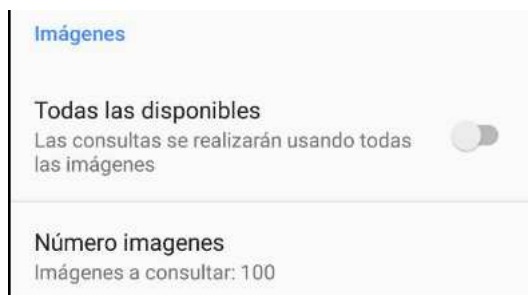 Imágenes
Todas las disponibles
Las consultas se realizarán usando todas
las imágenes
Número imagenes
Imágenes a consultar: 100